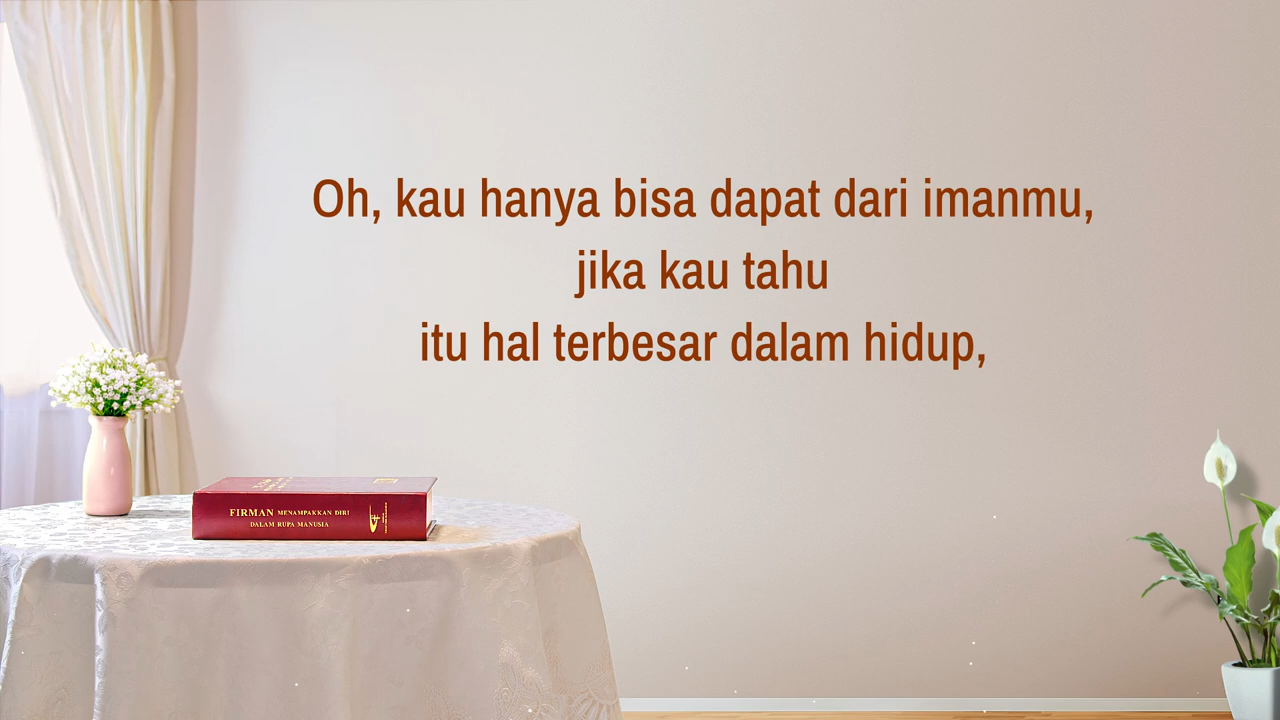 Oh, kau hanya bisa dapat dari imanmu,
jika kau tahu
itu hal terbesar dalam hidup,
FIRMAN MENAMPAKKAN DIRI
DALAM RUPA MANUSIA